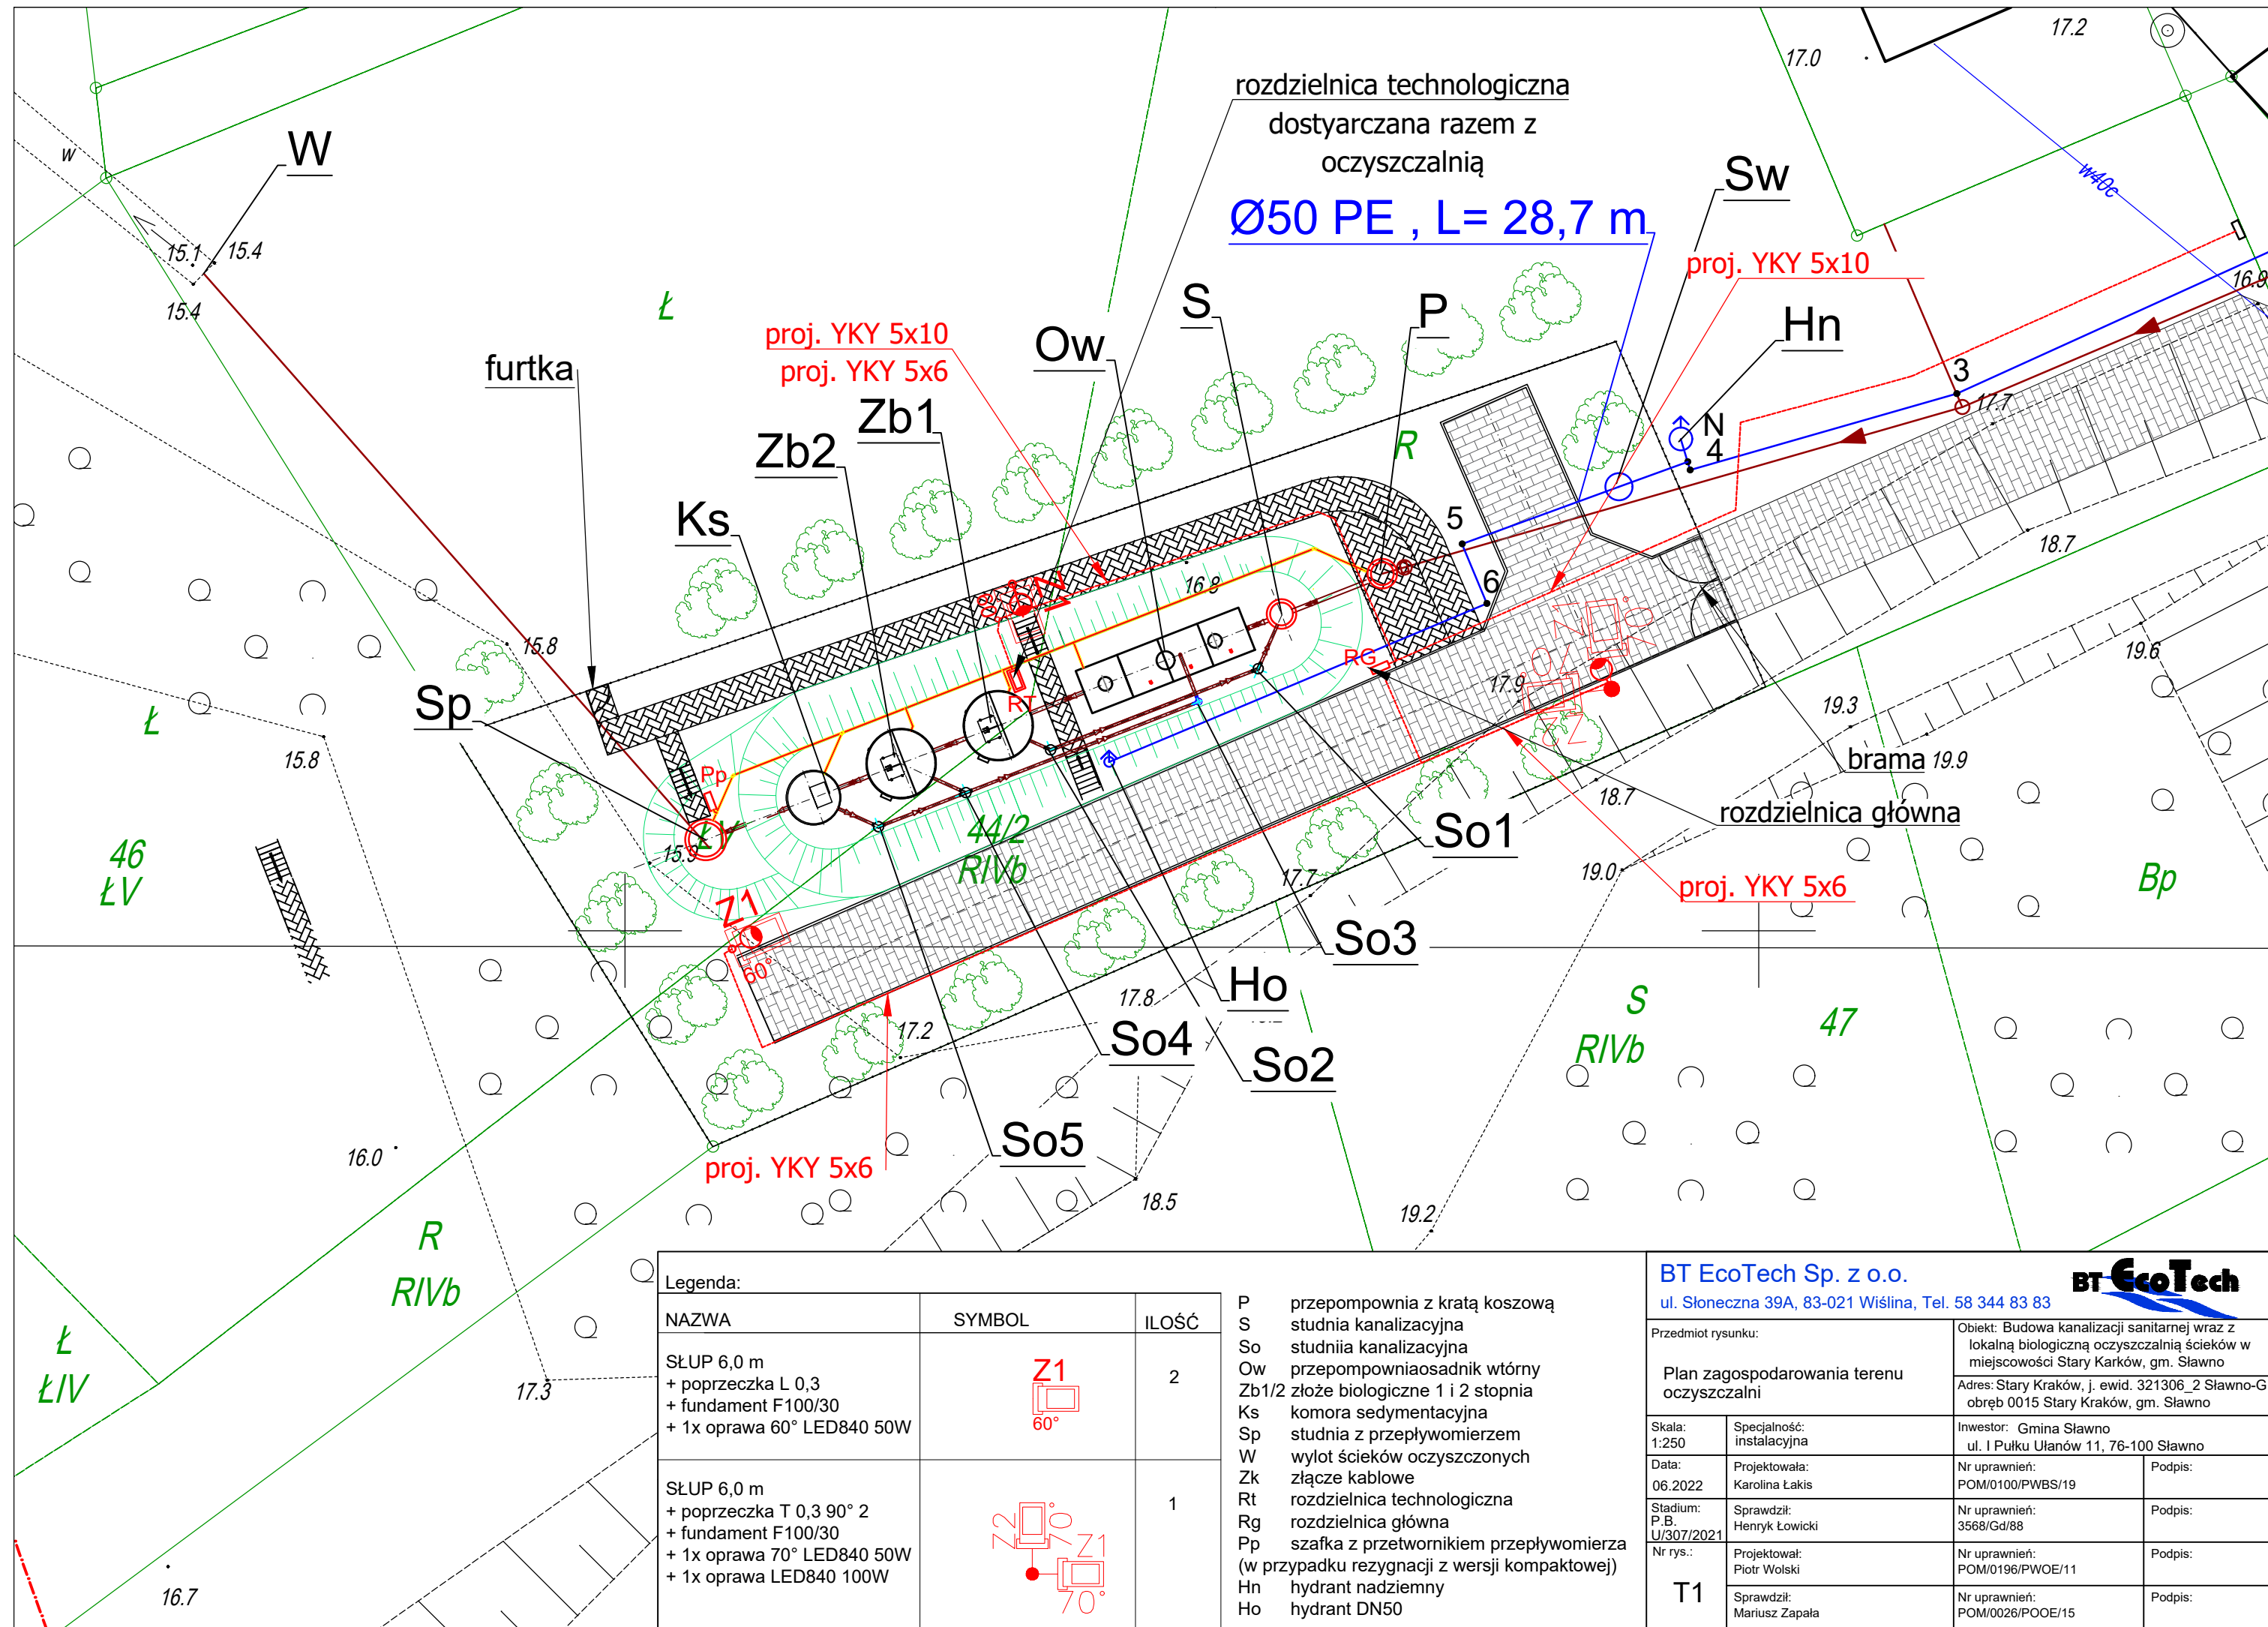 17.2
17.0
rozdzielnica technologiczna
dostyarczana razem z
oczyszczalnią
W
w
Sw
w40c
Ø50 PE , L= 28,7 m
15.1
15.4
15.4
proj. YKY 5x10
16.9
Ł
S
P
Hn
proj. YKY 5x10
proj. YKY 5x6
Ow
furtka
3
17.7
Zb1
N
4
R
Zb2
Ks
5
18.7
16.8
6
15.8
19.6
RG
17.9
RT
Sp
Ł
19.3
15.8
Pp
brama
19.9
18.7
rozdzielnica główna
44/2
RIVb
So1
46
ŁV
ŁV
15.9
19.0
17.7
proj. YKY 5x6
Bp
Z1
60°
So3
Ho
17.8
S
RIVb
47
17.2
So4
So2
So5
16.0
proj. YKY 5x6
18.5
19.2
R
RIVb
Ł
ŁIV
17.3
16.7
Legenda:
NAZWA
SYMBOL
ILOŚĆ
SŁUP 6,0 m
+ poprzeczka L 0,3
+ fundament F100/30
+ 1x oprawa 60° LED840 50W
Z1
60°
2
SŁUP 6,0 m
+ poprzeczka T 0,3 90° 2
+ fundament F100/30
+ 1x oprawa 70° LED840 50W
+ 1x oprawa LED840 100W
Z2
70°
Z1
70°
1
P przepompownia z kratą koszową
S studnia kanalizacyjna
So studniia kanalizacyjna
Ow przepompowniaosadnik wtórny
Zb1/2 złoże biologiczne 1 i 2 stopnia
Ks komora sedymentacyjna
Sp studnia z przepływomierzem
W wylot ścieków oczyszczonych
Zk złącze kablowe
Rt rozdzielnica technologiczna
Rg rozdzielnica główna
Pp szafka z przetwornikiem przepływomierza
(w przypadku rezygnacji z wersji kompaktowej)
Hn hydrant nadziemny
Ho hydrant DN50
BT EcoTech Sp. z o.o.
ul. Słoneczna 39A, 83-021 Wiślina, Tel. 58 344 83 83
BT EcoTech
Przedmiot rysunku:
Plan zagospodarowania terenu
oczyszczalni
Obiekt: Budowa kanalizacji sanitarnej wraz z
lokalną biologiczną oczyszczalnią ścieków w
miejscowości Stary Karków, gm. Sławno
Adres: Stary Kraków, j. ewid. 321306_2 Sławno-G
obręb 0015 Stary Kraków, gm. Sławno
Skala:
1:250
Specjalność:
instalacyjna
Inwestor: Gmina Sławno
ul. I Pułku Ułanów 11, 76-100 Sławno
Data:
06.2022
Projektowała:
Karolina Łakis
Nr uprawnień:
POM/0100/PWBS/19
Podpis:
Stadium:
P.B.
U/307/2021
Sprawdził:
Henryk Łowicki
Nr uprawnień:
3568/Gd/88
Podpis:
Nr rys.:
T1
Projektował:
Piotr Wolski
Nr uprawnień:
POM/0196/PWOE/11
Podpis:
Sprawdził:
Mariusz Zapała
Nr uprawnień:
POM/0026/POOE/15
Podpis: